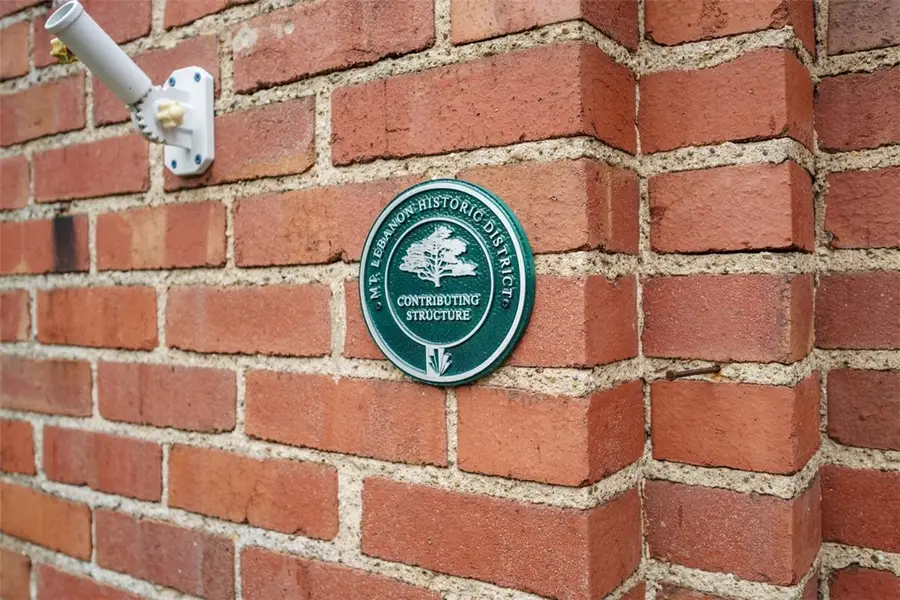 MT. LEBANON HISTORIC DISTRICT
CONTRIBUTING
STRUCTURE